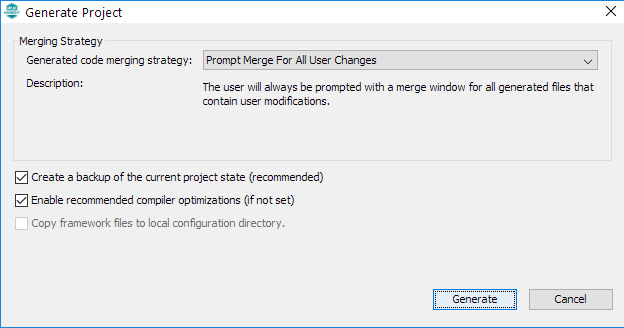 Generate Project
Merging Strategy
Generated code merging strategy: Prompt Merge For All User Changes
Description: The user will always be prompted with a merge window for all generated files that
contain user modifications.
Create a backup of the current project state (recommended)
Enable recommended compiler optimizations (if not set)
Copy framework files to local configuration directory.
Generate Cancel